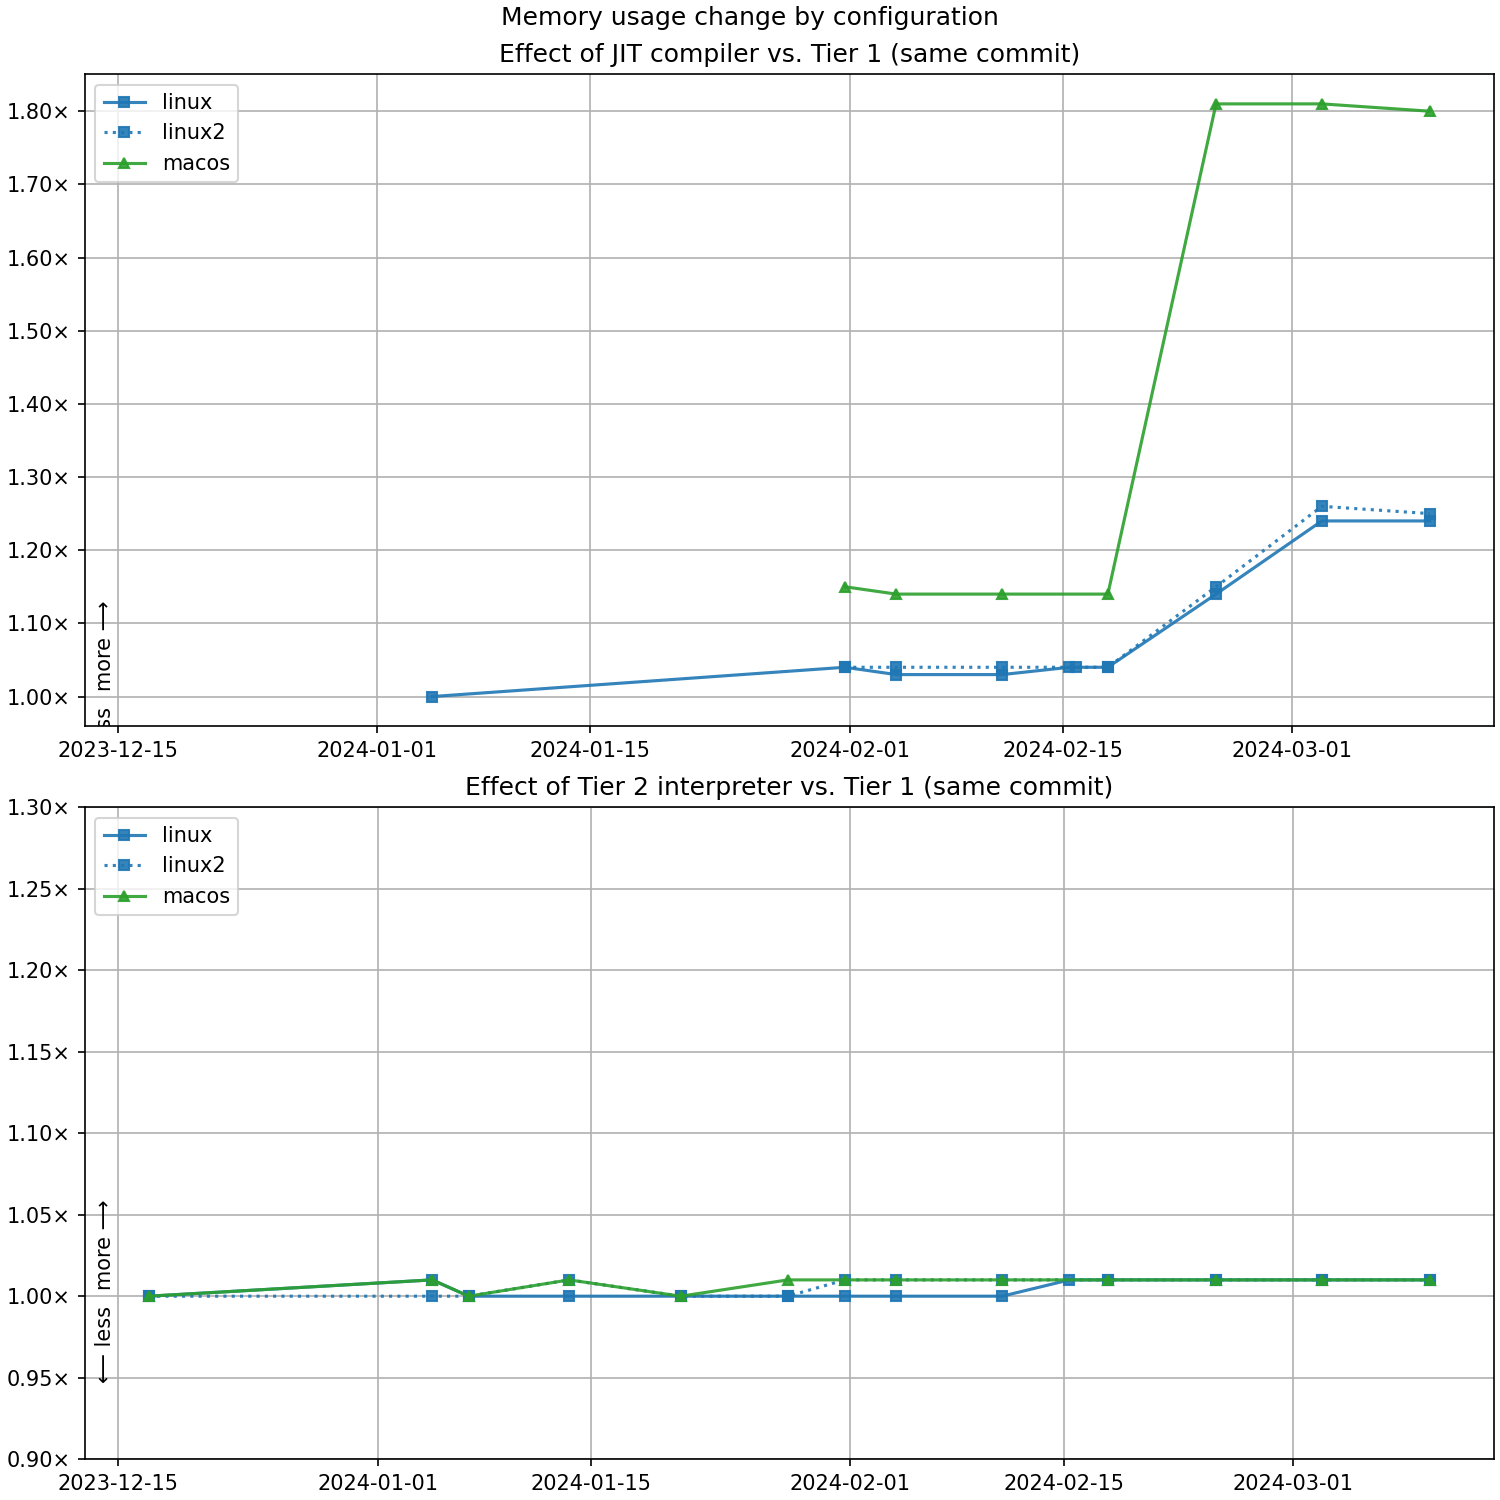 Memory usage change by configuration
Effect of JIT compiler vs. Tier 1 (same commit)
linux
linux2
macos
1.80×
1.70×
1.60×
1.50×
1.40×
1.30×
1.20×
1.10×
1.00×
ss more ⟶
2023-12-15 2024-01-01 2024-01-15 2024-02-01 2024-02-15 2024-03-01
Effect of Tier 2 interpreter vs. Tier 1 (same commit)
linux
linux2
macos
1.30×
1.25×
1.20×
1.15×
1.10×
1.05×
1.00×
0.95×
0.90×
⟵ less more ⟶
2023-12-15 2024-01-01 2024-01-15 2024-02-01 2024-02-15 2024-03-01